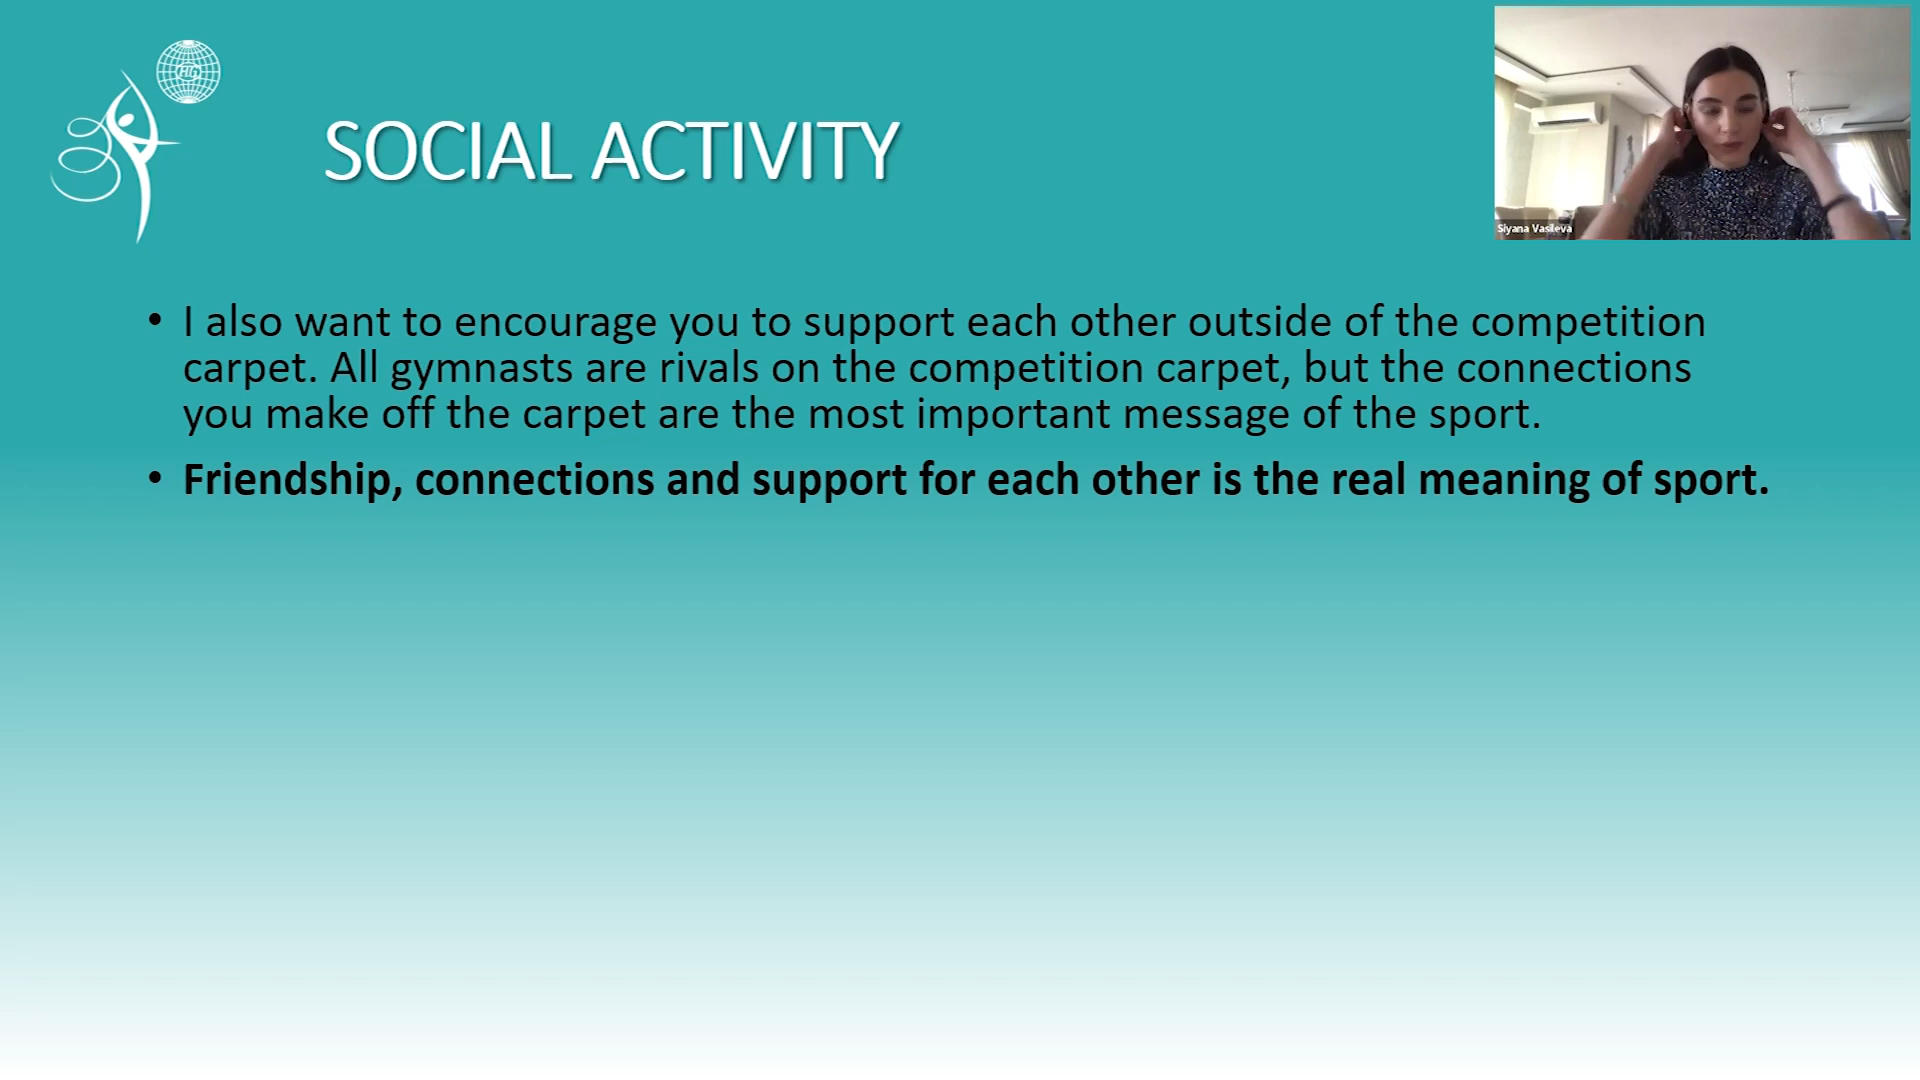 SOCIAL ACTIVITY
Siyana Vasileva
• I also want to encourage you to support each other outside of the competition
carpet. All gymnasts are rivals on the competition carpet, but the connections
you make off the carpet are the most important message of the sport.
• Friendship, connections and support for each other is the real meaning of sport.